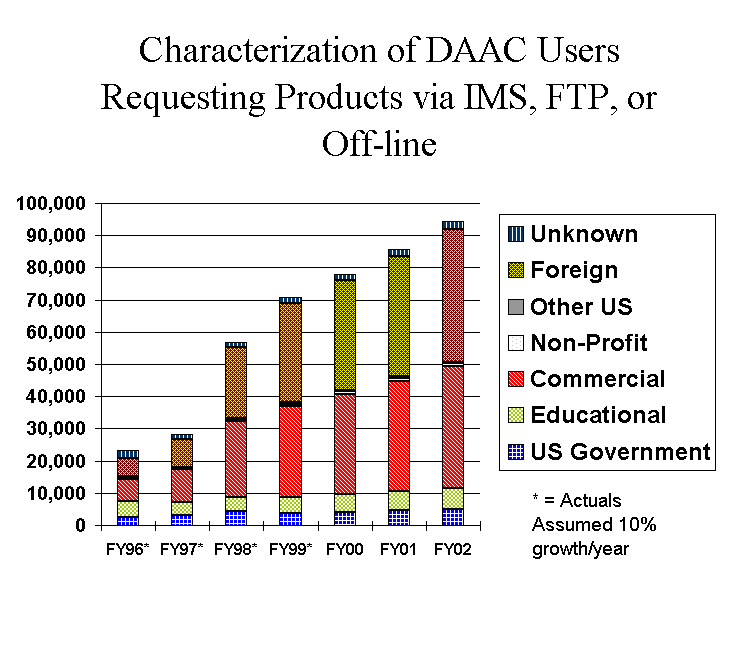 Characterization of DAAC Users
Requesting Products via IMS, FTP, or
Off-line
100,000
90,000
80,000
70,000
60,000
50,000
40,000
30,000
20,000
10,000
0
FY96* FY97* FY98* FY99* FY00 FY01 FY02
Unknown
Foreign
Other US
Non-Profit
Commercial
Educational
US Government
* = Actuals
Assumed 10%
growth/year